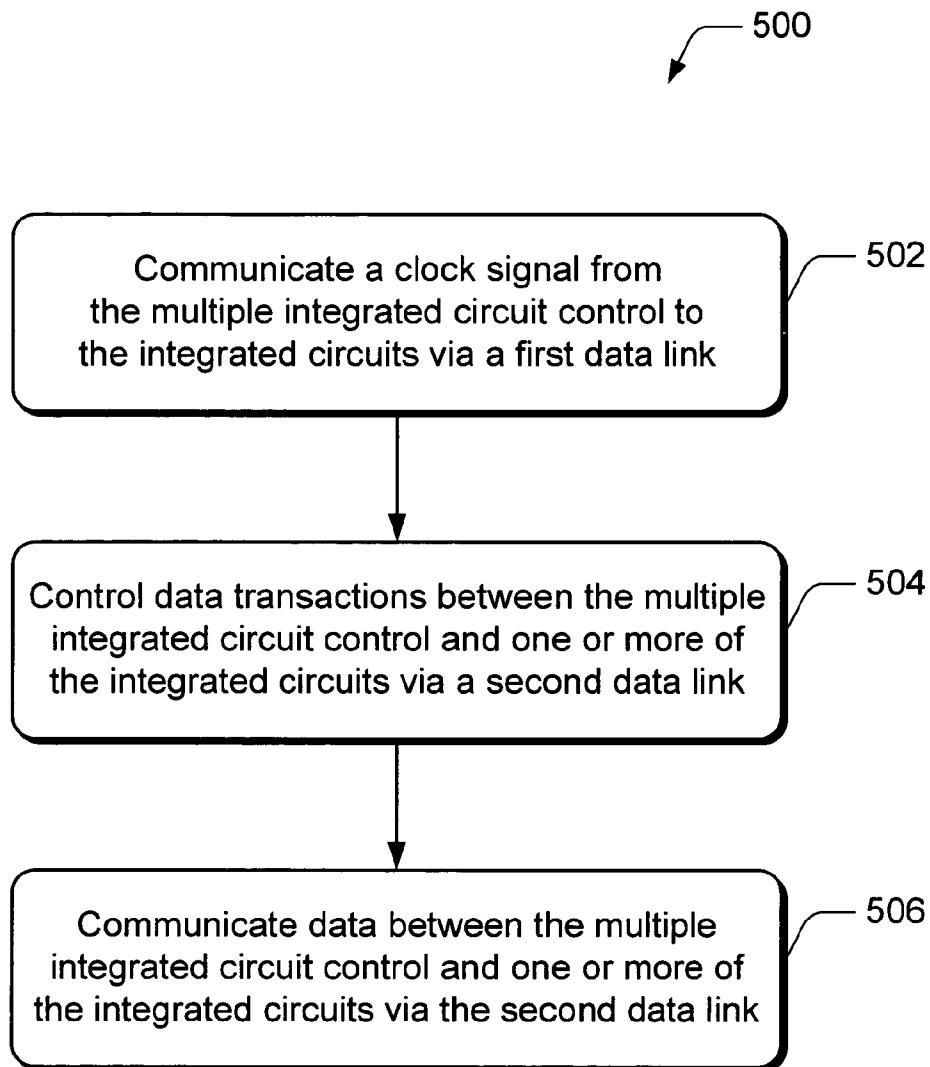 500
Communicate a clock signal from
the multiple integrated circuit control to
the integrated circuits via a first data link
502
Control data transactions between the multiple
integrated circuit control and one or more of
the integrated circuits via a second data link
504
Communicate data between the multiple
integrated circuit control and one or more of
the integrated circuits via the second data link
506